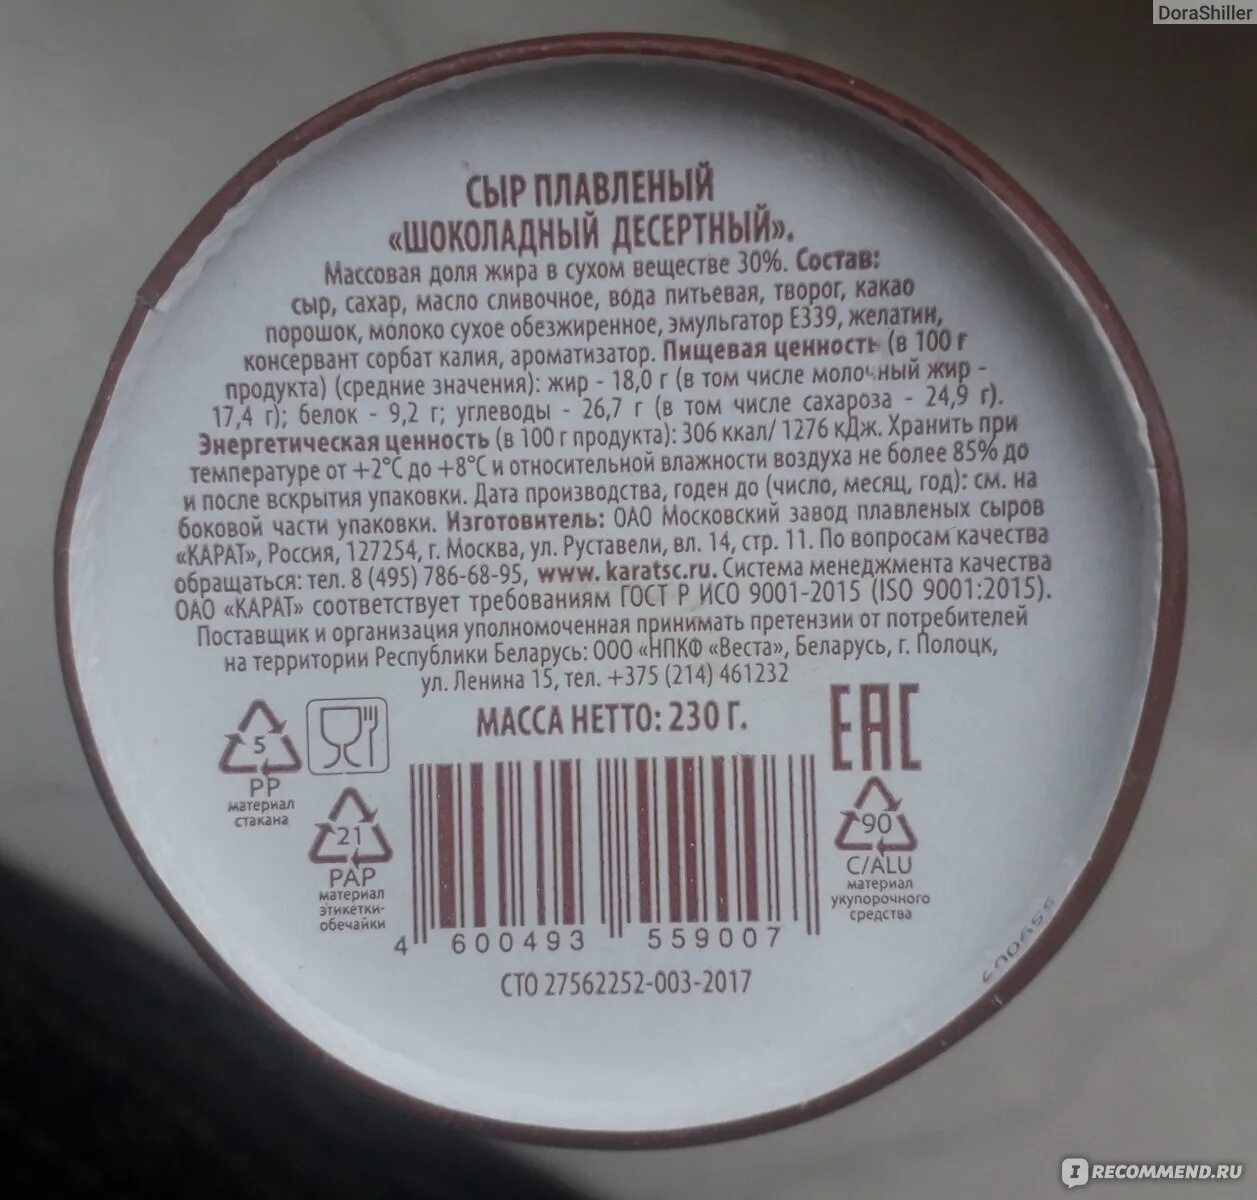 DoraShiller
СЫР ПЛАВЛЕНЫЙ
«ШОКОЛАДНЫЙ ДЕСЕРТНЫЙ».
Массовая доля жира в сухом веществе 30%. Состав:
сыр, сахар, масло сливочное, вода питьевая, творог, какао
порошок, молоко сухое обезжиренное, эмульгатор Е339, желатин,
консервант сорбат калия, ароматизатор. Пищевая ценность (в 100 г
продукта) (средние значения): жир - 18,0 г (в том числе молочный жир -
17,4 г); белок - 9,2 г; углеводы - 26,7 г (в том числе сахароза - 24,9 г).
Энергетическая ценность (в 100 г продукта): 306 ккал/ 1276 кДж. Хранить при
температуре от +2°С до +8°С и относительной влажности воздуха не более 85% до
и после вскрытия упаковки. Дата производства, годен до (число, месяц, год): см. на
боковой части упаковки. Изготовитель: ОАО Московский завод плавленых сыров
«КАРАТ», Россия, 127254, г. Москва, ул. Руставели, вл. 14, стр. 11. По вопросам качества
обращаться: тел. 8 (495) 786-68-95, www. karatsc.ru. Система менеджмента качества
ОАО «КАРАТ» соответствует требованиям ГОСТ Р ИСО 9001-2015 (ISO 9001:2015).
Поставщик и организация уполномоченная принимать претензии от потребителей
на территории Республики Беларусь: ООО «НПКФ «Веста», Беларусь, г. Полоцк,
ул. Ленина 15, тел. +375 (214) 461232
МАССА НЕТТО: 230 Г.
EAC
5
PP
материал
стакана
21
PAP
материал
этикетки-
обечайки
90
C/ALU
материал
укупорочного
средства
4 600493 559007
СТО 27562252-003-2017
IRECOMMEND.RU